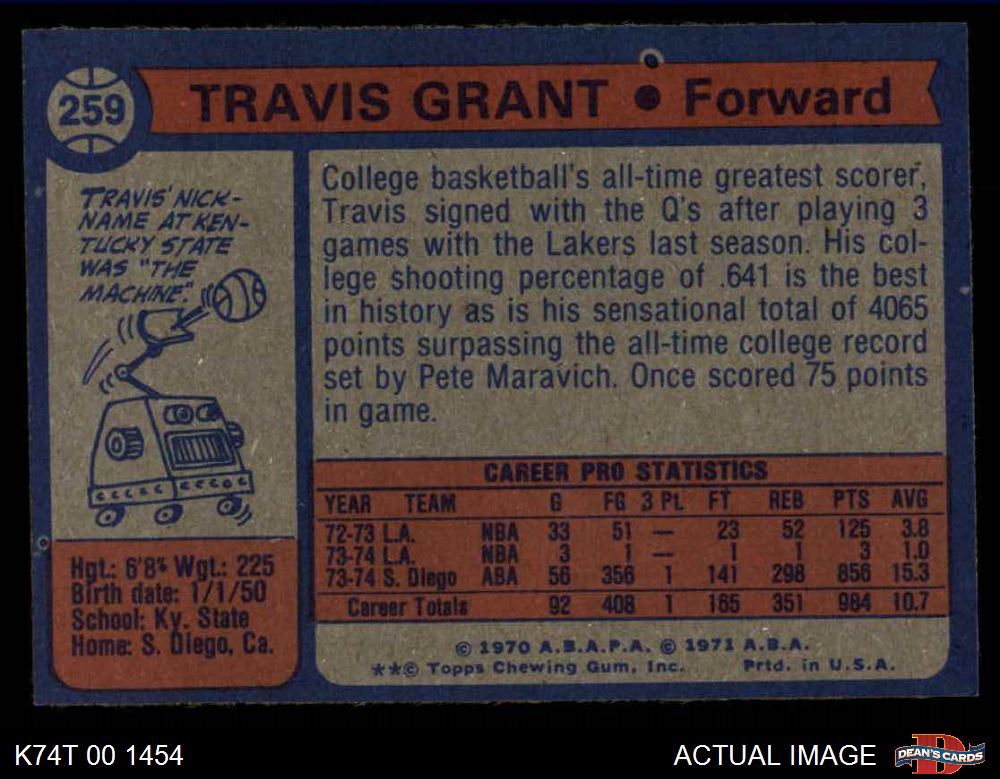 259
TRAVIS GRANT • Forward
TRAVIS' NICK-
NAME AT KEN-
TUCKY STATE
WAS "THE
MACHINE."
College basketball's all-time greatest scorer,
Travis signed with the Q's after playing 3
games with the Lakers last season. His col-
lege shooting percentage of .641 is the best
in history as is his sensational total of 4065
points surpassing the all-time college record
set by Pete Maravich. Once scored 75 points
in game.
CAREER PRO STATISTICS
YEAR TEAM G FG 3 PL FT REB PTS AVG
72-73 L.A. NBA 33 51 — 23 52 125 3.8
73-74 L.A. NBA 3 1 — 1 1 3 1.0
73-74 S. Diego ABA 56 356 1 141 298 856 15.3
Career Totals 92 408 1 165 351 984 10.7
Hgt.: 6'8" Wgt.: 225
Birth date: 1/1/50
School: Ky. State
Home: S. Diego, Ca.
© 1970 A.B.A.P.A. © 1971 A.B.A.
**© Topps Chewing Gum, Inc. Prtd. in U.S.A.
K74T 00 1454
ACTUAL IMAGE
D
DEAN'S CARDS